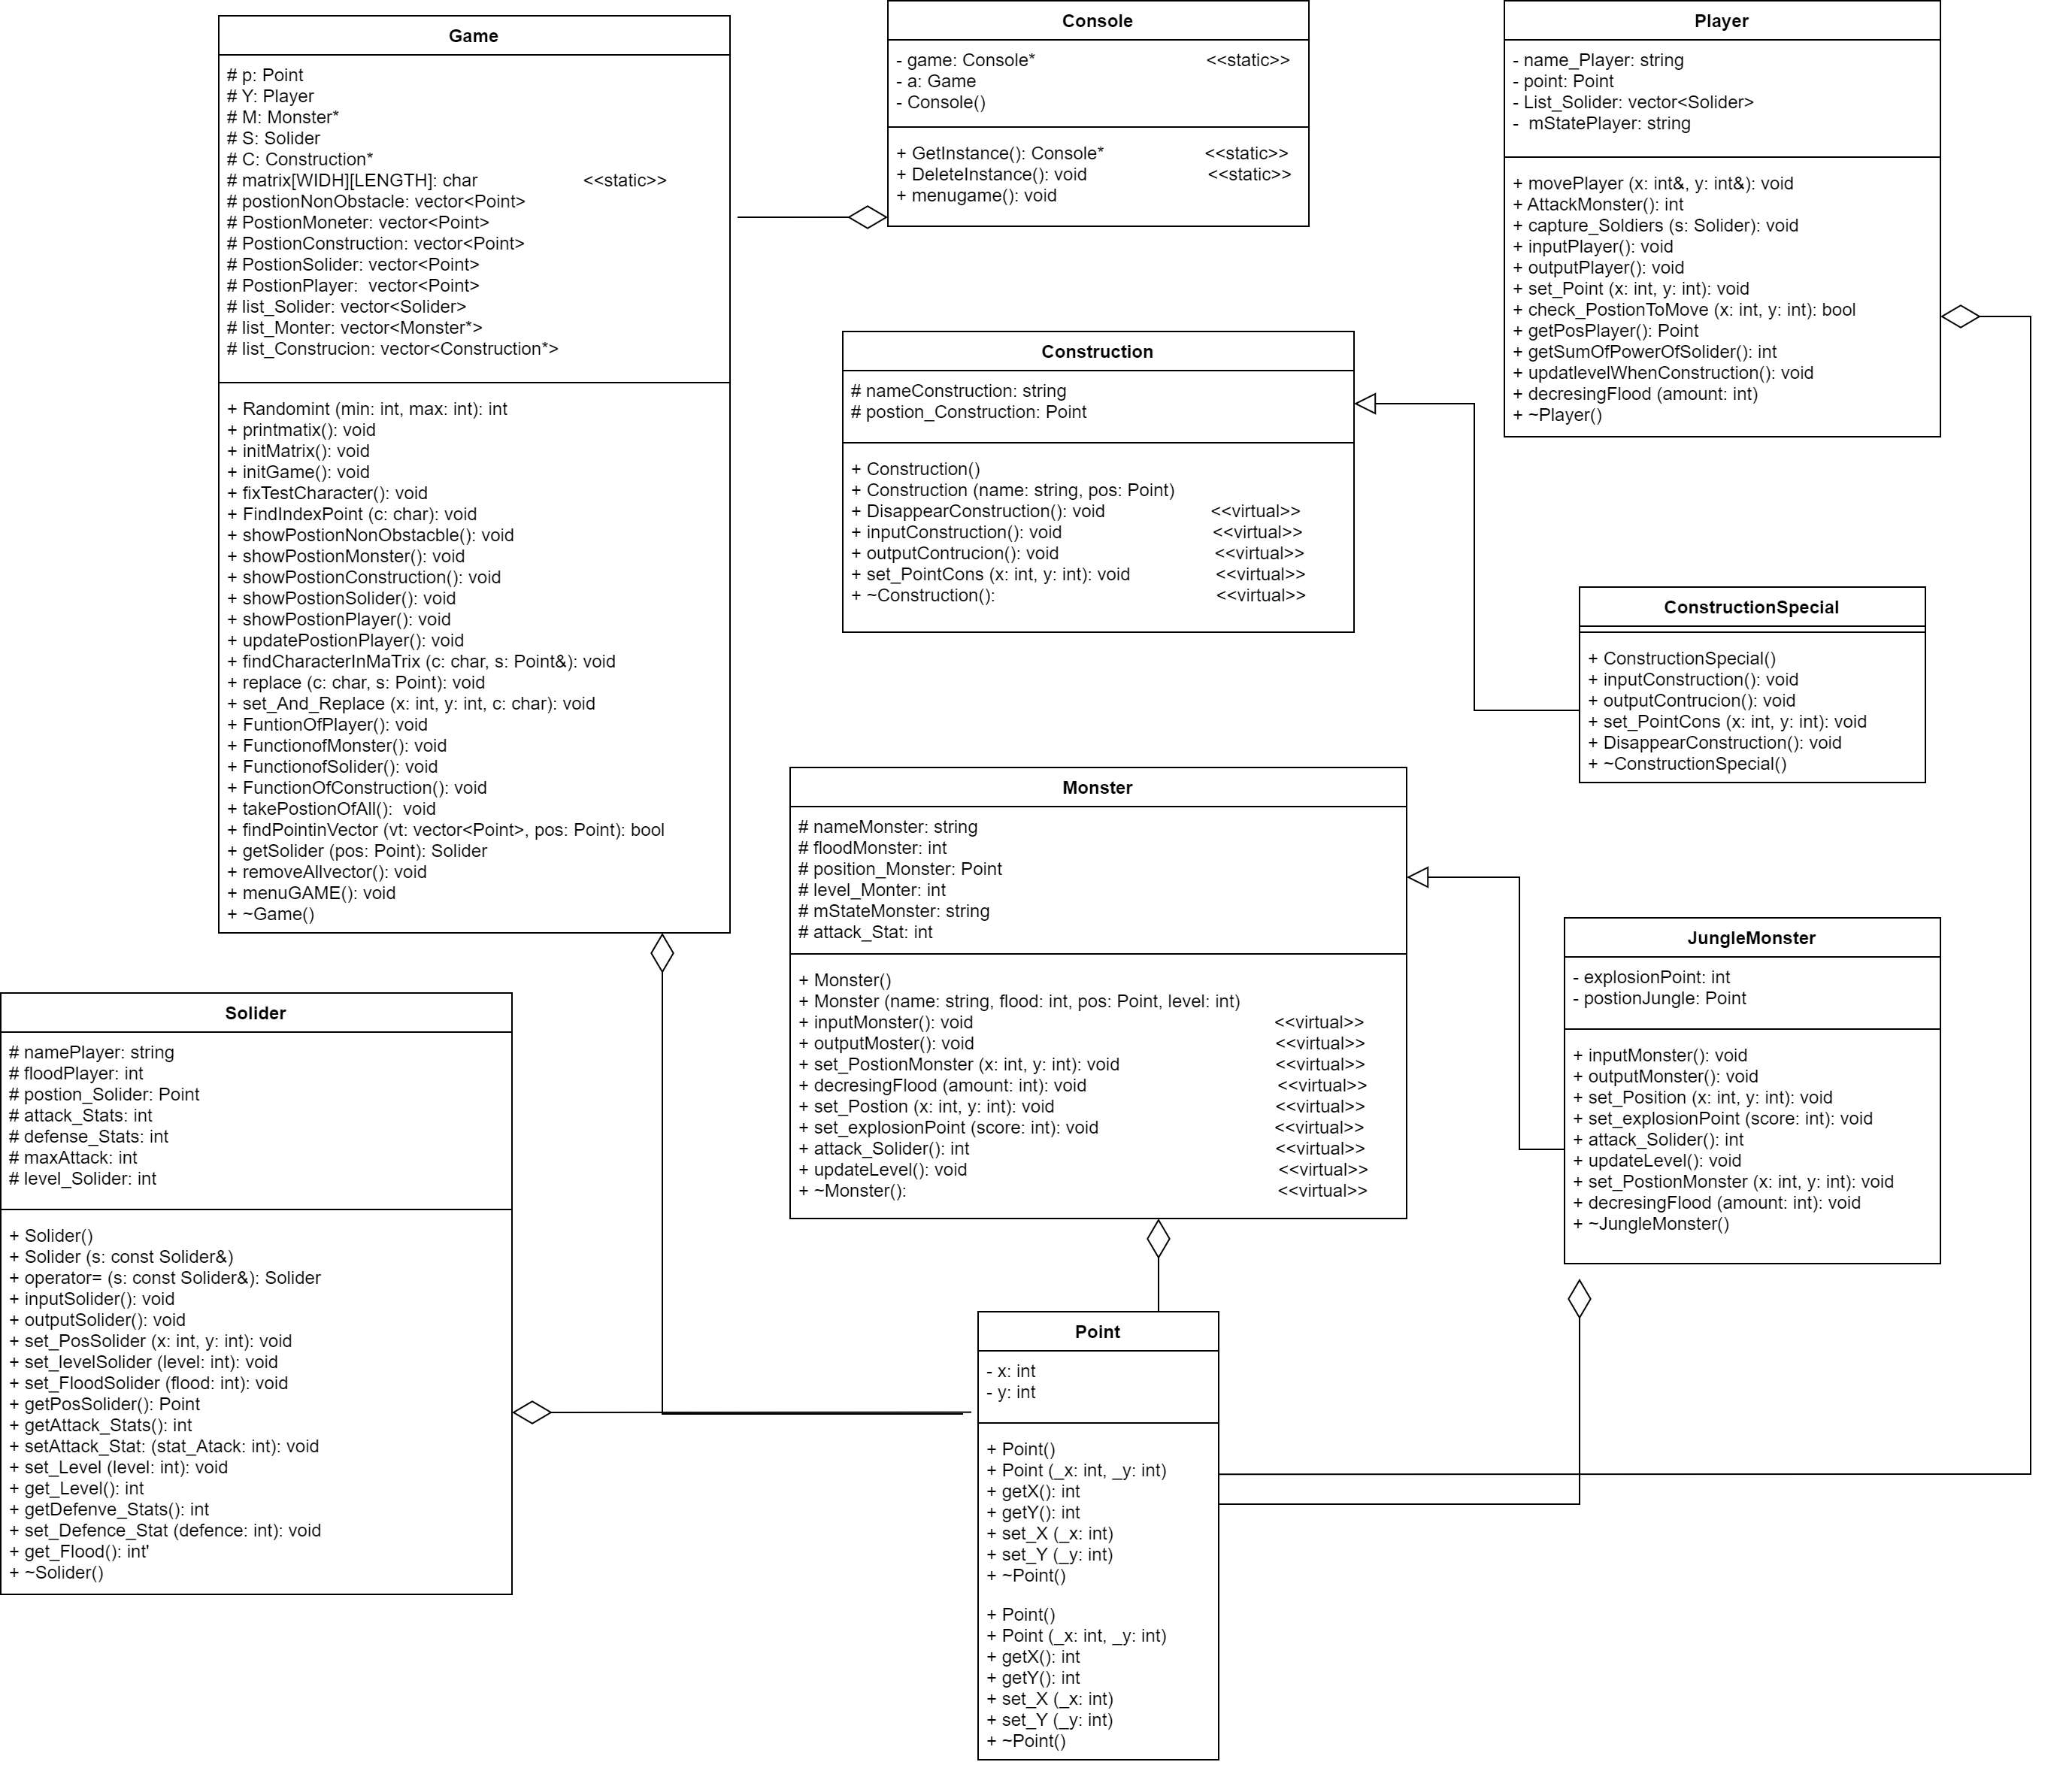 Game
# p: Point
# Y: Player
# M: Monster*
# S: Solider
# C: Construction*
# matrix[WIDH][LENGTH]: char <<static>>
# postionNonObstacle: vector<Point>
# PostionMoneter: vector<Point>
# PostionConstruction: vector<Point>
# PostionSolider: vector<Point>
# PostionPlayer: vector<Point>
# list_Solider: vector<Solider>
# list_Monter: vector<Monster*>
# list_Construcion: vector<Construction*>
+ Randomint (min: int, max: int): int
+ printmatix(): void
+ initMatrix(): void
+ initGame(): void
+ fixTestCharacter(): void
+ FindIndexPoint (c: char): void
+ showPostionNonObstacble(): void
+ showPostionMonster(): void
+ showPostionConstruction(): void
+ showPostionSolider(): void
+ showPostionPlayer(): void
+ updatePostionPlayer(): void
+ findCharacterInMaTrix (c: char, s: Point&): void
+ replace (c: char, s: Point): void
+ set_And_Replace (x: int, y: int, c: char): void
+ FuntionOfPlayer(): void
+ FunctionofMonster(): void
+ FunctionofSolider(): void
+ FunctionOfConstruction(): void
+ takePostionOfAll(): void
+ findPointinVector (vt: vector<Point>, pos: Point): bool
+ getSolider (pos: Point): Solider
+ removeAllvector(): void
+ menuGAME(): void
+ ~Game()
Console
- game: Console* <<static>>
- a: Game
- Console()
+ GetInstance(): Console* <<static>>
+ DeleteInstance(): void <<static>>
+ menugame(): void
Player
- name_Player: string
- point: Point
- List_Solider: vector<Solider>
- mStatePlayer: string
+ movePlayer (x: int&, y: int&): void
+ AttackMonster(): int
+ capture_Soldiers (s: Solider): void
+ inputPlayer(): void
+ outputPlayer(): void
+ set_Point (x: int, y: int): void
+ check_PostionToMove (x: int, y: int): bool
+ getPosPlayer(): Point
+ getSumOfPowerOfSolider(): int
+ updatlevelWhenConstruction(): void
+ decresingFlood (amount: int)
+ ~Player()
Construction
# nameConstruction: string
# postion_Construction: Point
+ Construction()
+ Construction (name: string, pos: Point)
+ DisappearConstruction(): void <<virtual>>
+ inputConstruction(): void <<virtual>>
+ outputContrucion(): void <<virtual>>
+ set_PointCons (x: int, y: int): void <<virtual>>
+ ~Construction(): <<virtual>>
ConstructionSpecial
+ ConstructionSpecial()
+ inputConstruction(): void
+ outputContrucion(): void
+ set_PointCons (x: int, y: int): void
+ DisappearConstruction(): void
+ ~ConstructionSpecial()
Monster
# nameMonster: string
# floodMonster: int
# position_Monster: Point
# level_Monter: int
# mStateMonster: string
# attack_Stat: int
+ Monster()
+ Monster (name: string, flood: int, pos: Point, level: int)
+ inputMonster(): void <<virtual>>
+ outputMoster(): void <<virtual>>
+ set_PostionMonster (x: int, y: int): void <<virtual>>
+ decresingFlood (amount: int): void <<virtual>>
+ set_Postion (x: int, y: int): void <<virtual>>
+ set_explosionPoint (score: int): void <<virtual>>
+ attack_Solider(): int <<virtual>>
+ updateLevel(): void <<virtual>>
+ ~Monster(): <<virtual>>
JungleMonster
- explosionPoint: int
- postionJungle: Point
+ inputMonster(): void
+ outputMonster(): void
+ set_Position (x: int, y: int): void
+ set_explosionPoint (score: int): void
+ attack_Solider(): int
+ updateLevel(): void
+ set_PostionMonster (x: int, y: int): void
+ decresingFlood (amount: int): void
+ ~JungleMonster()
Solider
# namePlayer: string
# floodPlayer: int
# postion_Solider: Point
# attack_Stats: int
# defense_Stats: int
# maxAttack: int
# level_Solider: int
+ Solider()
+ Solider (s: const Solider&)
+ operator= (s: const Solider&): Solider
+ inputSolider(): void
+ outputSolider(): void
+ set_PosSolider (x: int, y: int): void
+ set_levelSolider (level: int): void
+ set_FloodSolider (flood: int): void
+ getPosSolider(): Point
+ getAttack_Stats(): int
+ setAttack_Stat: (stat_Atack: int): void
+ set_Level (level: int): void
+ get_Level(): int
+ getDefenve_Stats(): int
+ set_Defence_Stat (defence: int): void
+ get_Flood(): int'
+ ~Solider()
Point
- x: int
- y: int
+ Point()
+ Point (_x: int, _y: int)
+ getX(): int
+ getY(): int
+ set_X (_x: int)
+ set_Y (_y: int)
+ ~Point()
+ Point()
+ Point (_x: int, _y: int)
+ getX(): int
+ getY(): int
+ set_X (_x: int)
+ set_Y (_y: int)
+ ~Point()